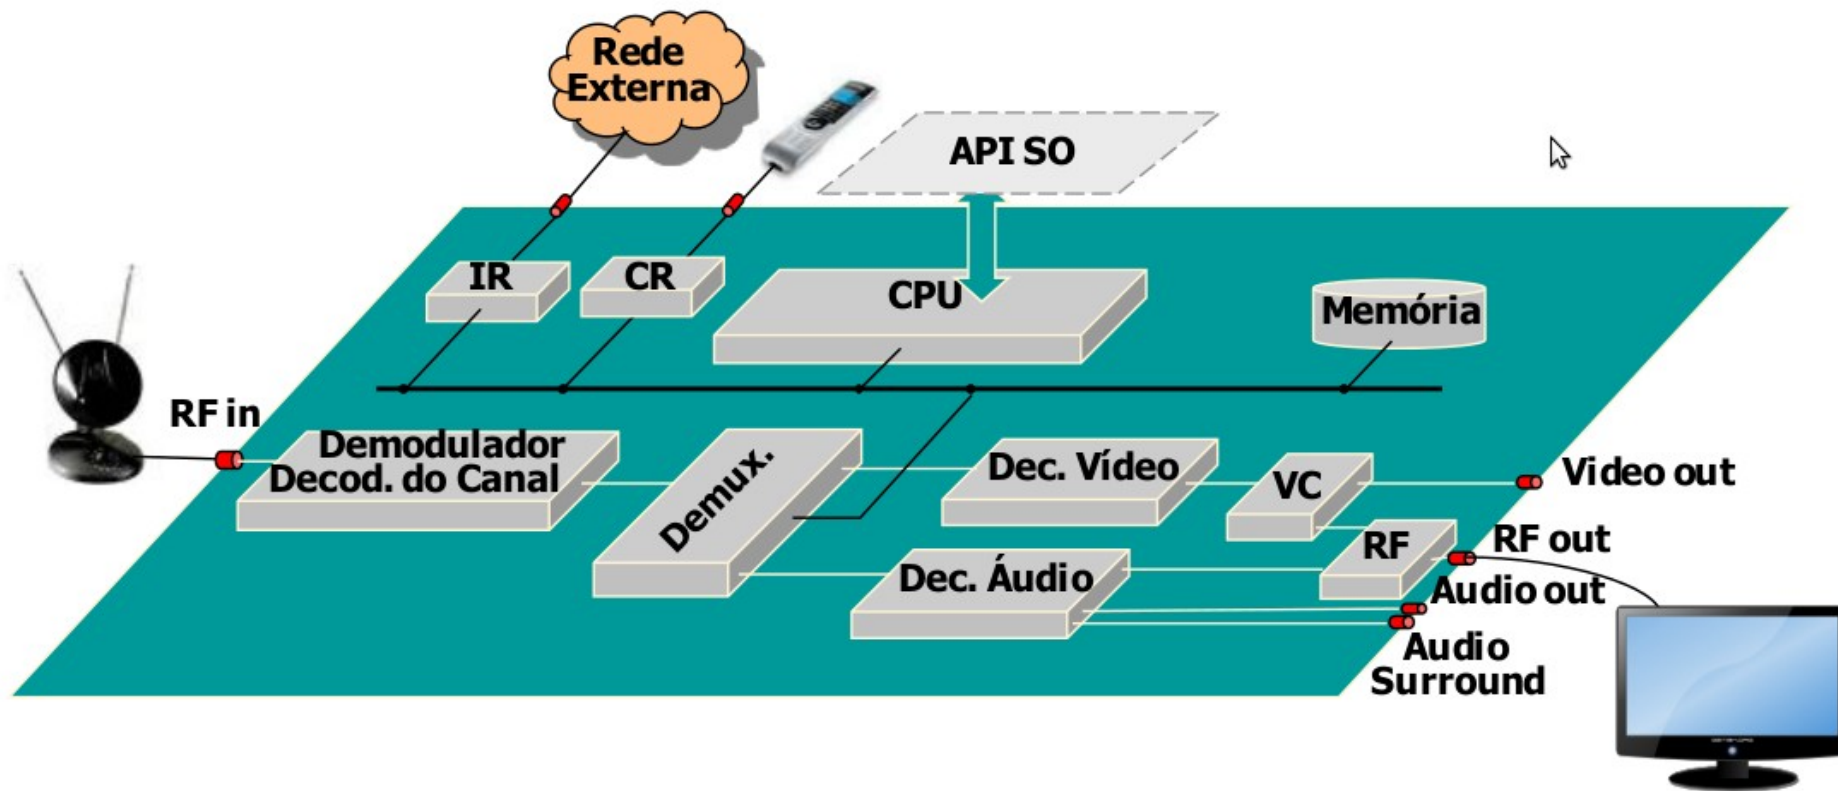 Rede
Externa
API SO
IR
CR
CPU
Memória
RF in
Demodulador
Decod. do Canal
Demux.
Dec. Vídeo
VC
Video out
RF
RF out
Dec. Áudio
Audio out
Audio
Surround